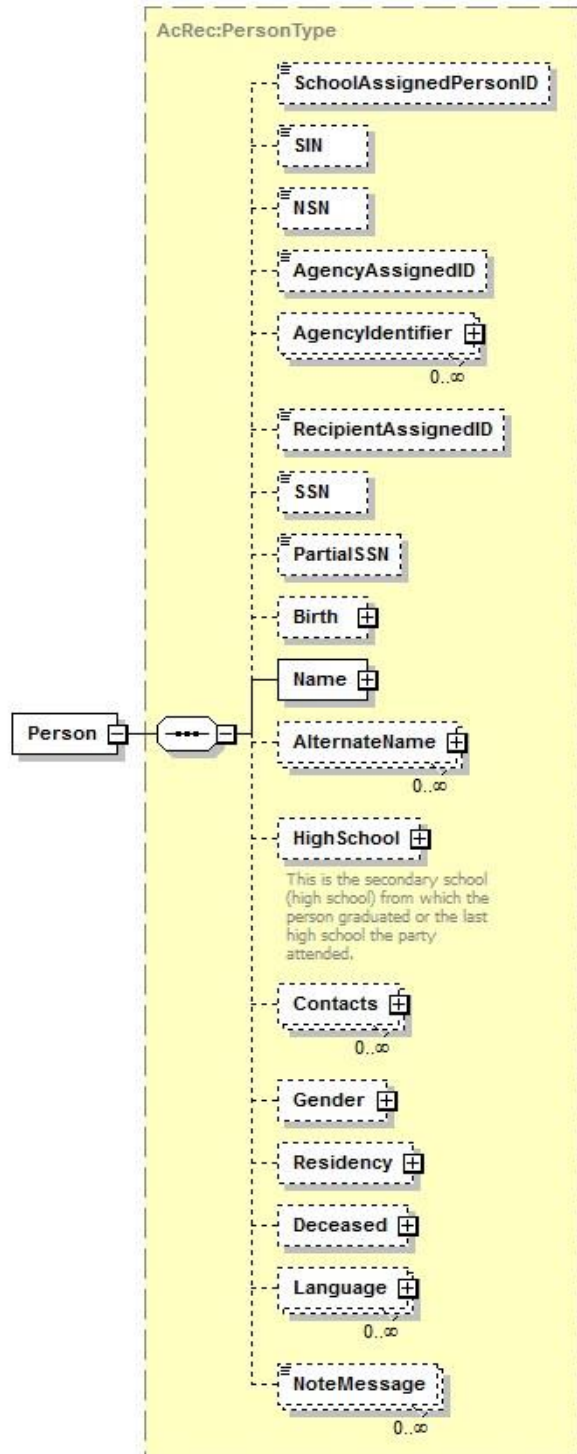 AcRec:PersonType
SchoolAssignedPersonID
SIN
NSN
AgencyAssignedID
AgencyIdentifier
0..∞
RecipientAssignedID
SSN
PartialSSN
Birth
Name
Person
AlternateName
0..∞
HighSchool
This is the secondary school
(high school) from which the
person graduated or the last
high school the party
attended.
Contacts
0..∞
Gender
Residency
Deceased
Language
0..∞
NoteMessage
0..∞